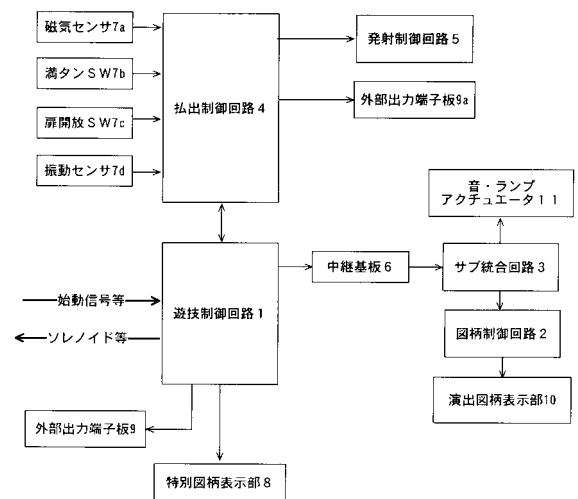 磁気センサ7a
満タンSW7b
扉開放SW7c
振動センサ7d
払出制御回路4
発射制御回路5
外部出力端子板9a
音・ランプ
アクチュエータ11
中継基板6
サブ統合回路3
始動信号等
ソレノイド等
遊技制御回路1
図柄制御回路2
演出図柄表示部10
外部出力端子板9
特別図柄表示部8